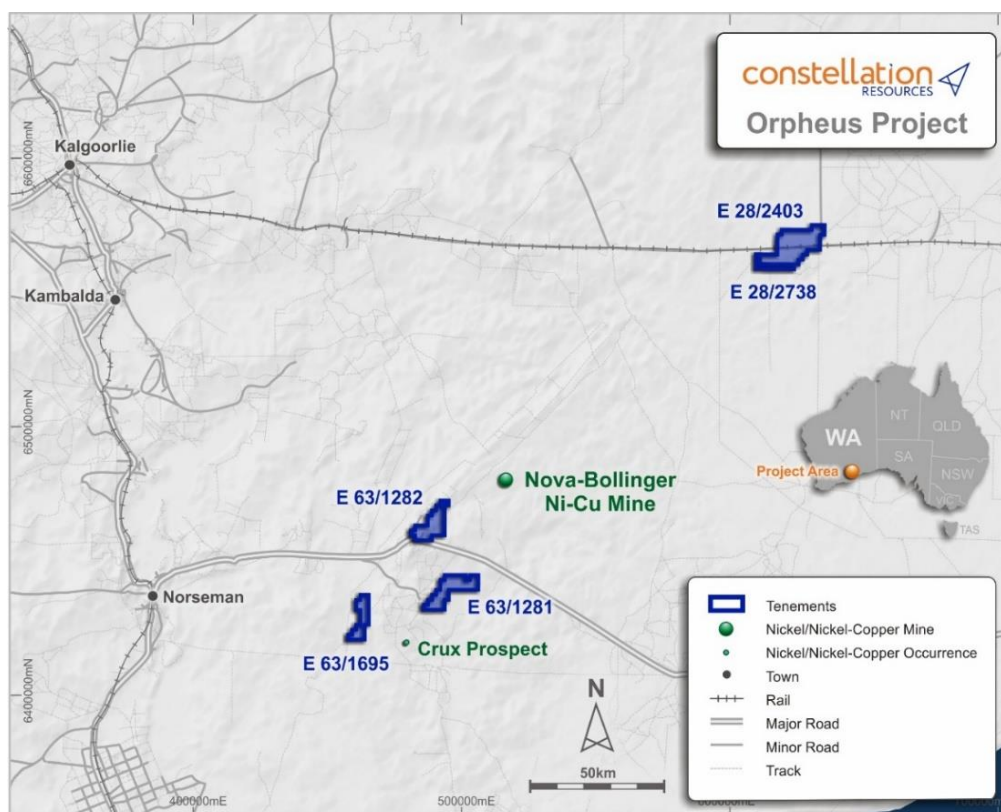 constellation
RESOURCES
Orpheus Project
6600000mN
Kalgoorlie
E 28/2403
E 28/2738
Kambalda
6500000mN
NT
QLD
WA
SA
NSW
VIC
TAS
Project Area
Nova-Bollinger
Ni-Cu Mine
E 63/1282
Norseman
E 63/1281
E 63/1695
Crux Prospect
6400000mN
N
50km
400000mE
500000mE
Tenements
Nickel/Nickel-Copper Mine
Nickel/Nickel-Copper Occurrence
Town
Rail
Major Road
Minor Road
Track